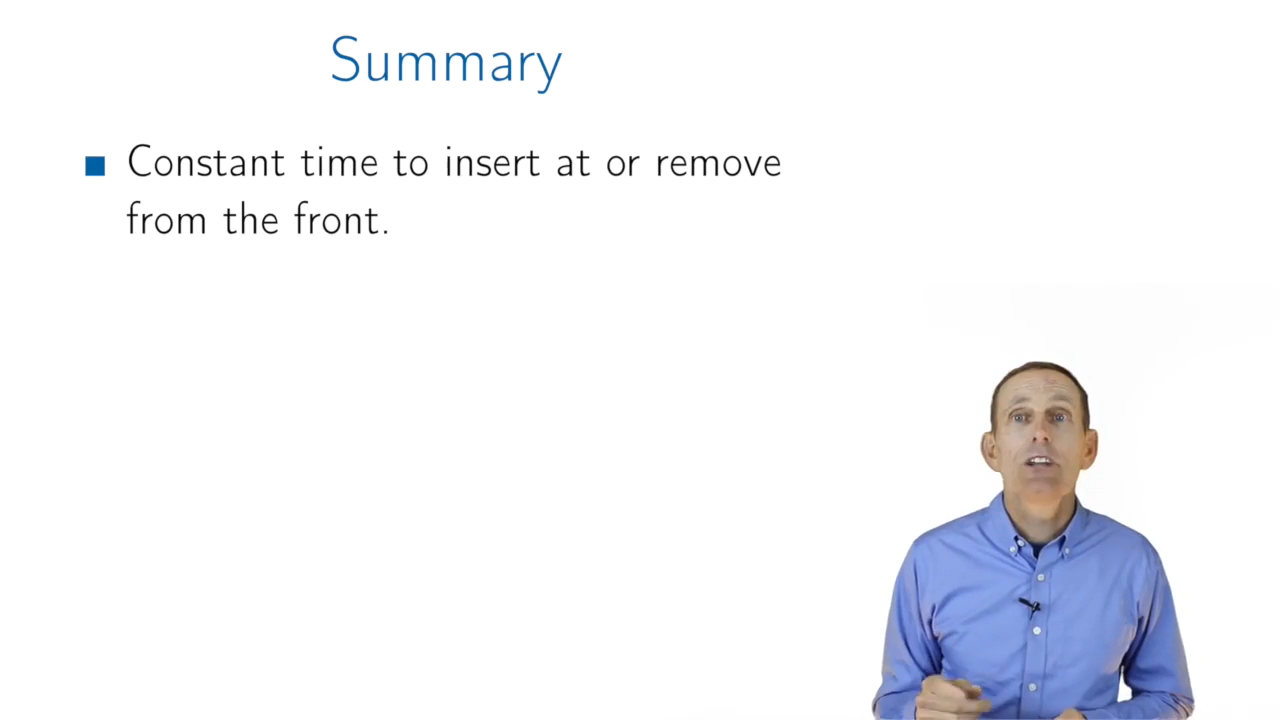 Summary
Constant time to insert at or remove
from the front.